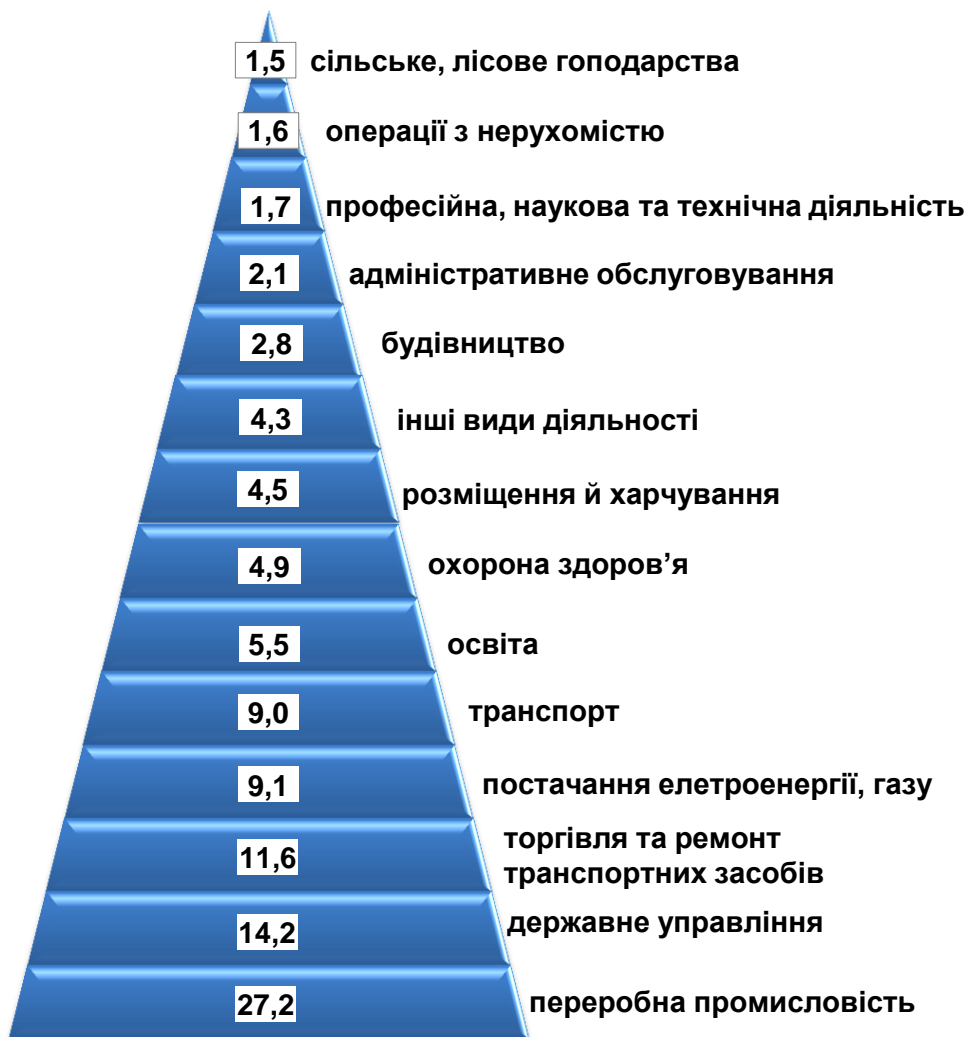 1,5 сільське, лісове гоподарства
1,6 операції з нерухомістю
1,7 професійна, наукова та технічна діяльність
2,1 адміністративне обслуговування
2,8 будівництво
4,3 інші види діяльності
4,5 розміщення й харчування
4,9 охорона здоров’я
5,5 освіта
9,0 транспорт
9,1 постачання елетроенергії, газу
11,6 торгівля та ремонт
транспортних засобів
14,2 державне управління
27,2 переробна промисловість